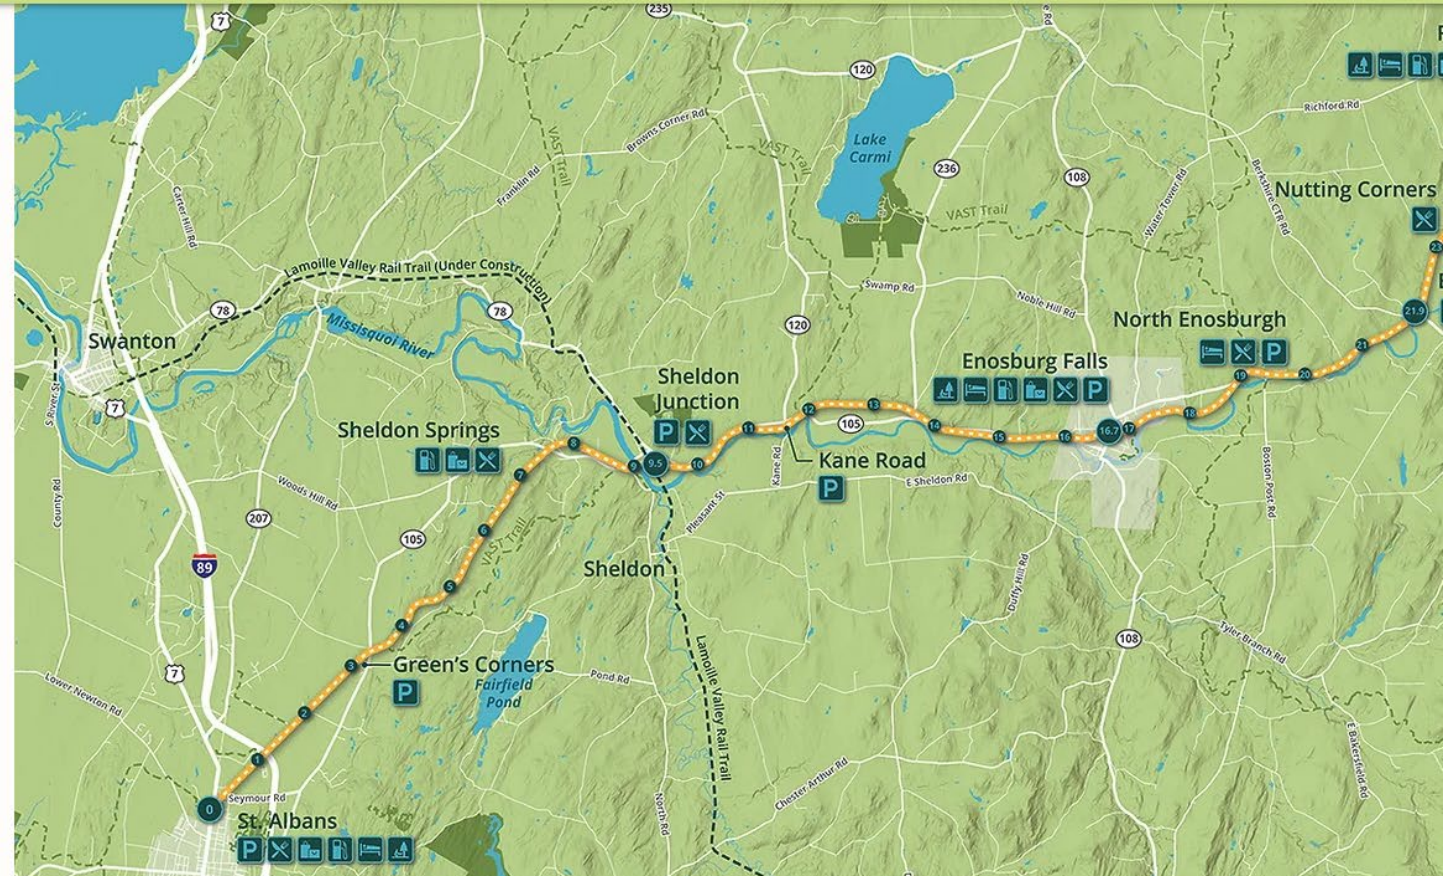 7
235
120
Richford Rd
Browns Corner Rd
VAST Trail
VAST Trail
Lake
Carmi
236
108
Franklin Rd
Carter Hill Rd
Water Tower Rd
Berkshire CTR Rd
Nutting Corners
VAST Trail
23
Lamoille Valley Rail Trail (Under Construction)
Swamp Rd
Noble Hill Rd
78
78
Missisquoi River
120
North Enosburgh
21.9
Swanton
21
Enosburg Falls
P
19
20
Sheldon
Junction
P
S River St
7
12
13
18
105
14
Sheldon Springs
P
11
16.7
17
15
16
8
9
9.5
10
Kane Road
P
Kane Rd
E Sheldon Rd
Boston Post Rd
7
Woods Hill Rd
County Rd
207
Pleasant St
105
6
VAST Trail
89
Sheldon
5
Duffy Hill Rd
4
108
Tyler Branch Rd
3
Green's Corners
P
Fairfield
Pond
Pond Rd
7
Lower Newton Rd
Lamoille Valley Rail Trail
2
E Bakersfield Rd
1
Chester Arthur Rd
North Rd
0
Seymour Rd
St. Albans
P